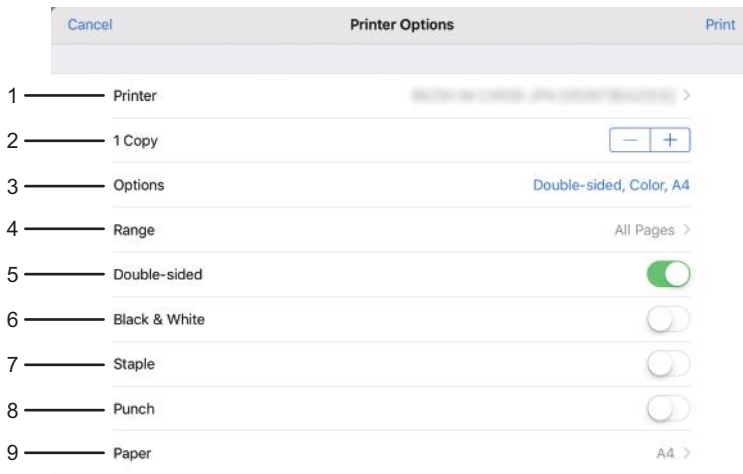 Cancel Printer Options Print
1 Printer
2 1 Copy − +
3 Options Double-sided, Color, A4
4 Range All Pages >
5 Double-sided
6 Black & White
7 Staple
8 Punch
9 Paper A4 >